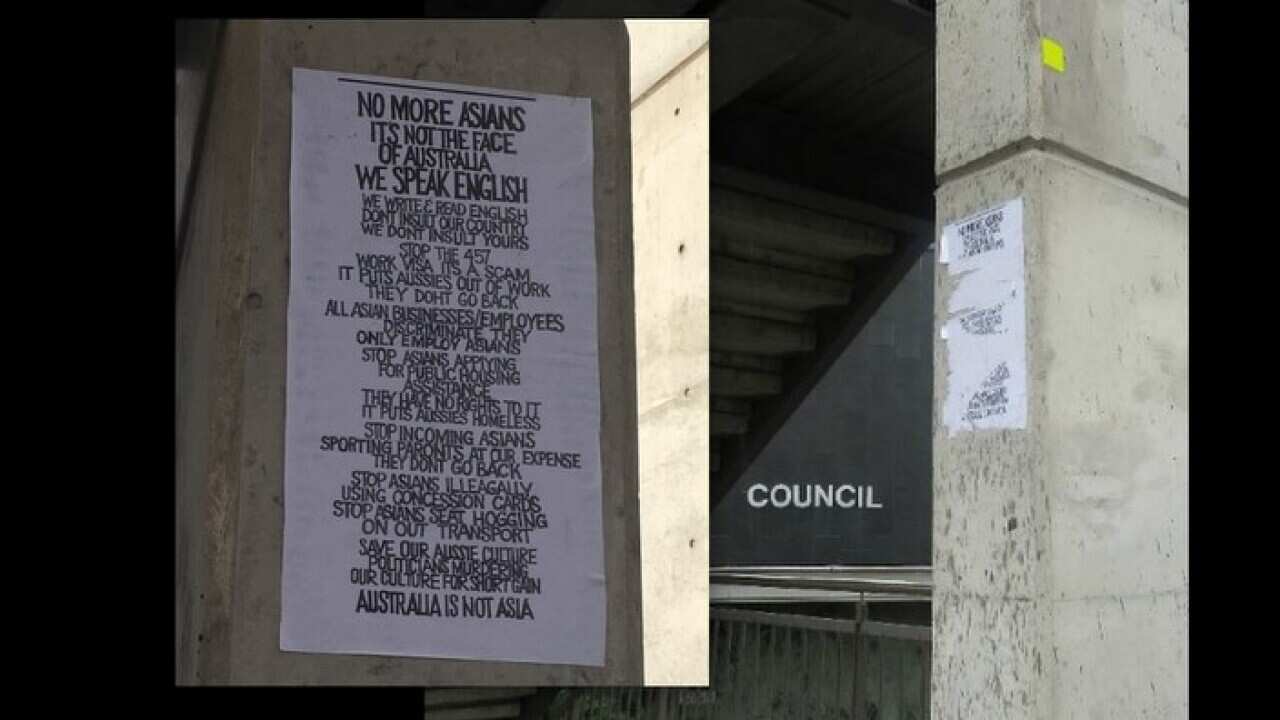 NO MORE ASIANS
ITS NOT THE FACE
OF AUSTRALIA
WE SPEAK ENGLISH
WE WRITE & READ ENGLISH
DONT INSULT OUR COUNTRY
WE DONT INSULT YOURS
STOP THE 457
WORK VISA ITS A SCAM
IT PUTS AUSSIES OUT OF WORK
THEY DONT GO BACK
ALL ASIAN BUSINESSES/EMPLOYEES
DISCRIMINATE THEY
ONLY EMPLOY ASIANS
STOP ASIANS APPLYING
FOR PUBLIC HOUSING
ASSISTANCE
THEY HAVE NO RIGHTS TO IT
IT PUTS AUSSIES HOMELESS
STOP INCOMING ASIANS
SPORTING PARONTS AT OUR EXPENSE
THEY DONT GO BACK
STOP ASIANS ILLEGALLY
USING CONCESSION CARDS
STOP ASIANS SEAT HOGGING
ON OUT TRANSPORT
SAVE OUR AUSSIE CULTURE
POLITICIANS MURDERING
OUR CULTURE FOR SHORT GAIN
AUSTRALIA IS NOT ASIA
COUNCIL
NO MORE ASIANS